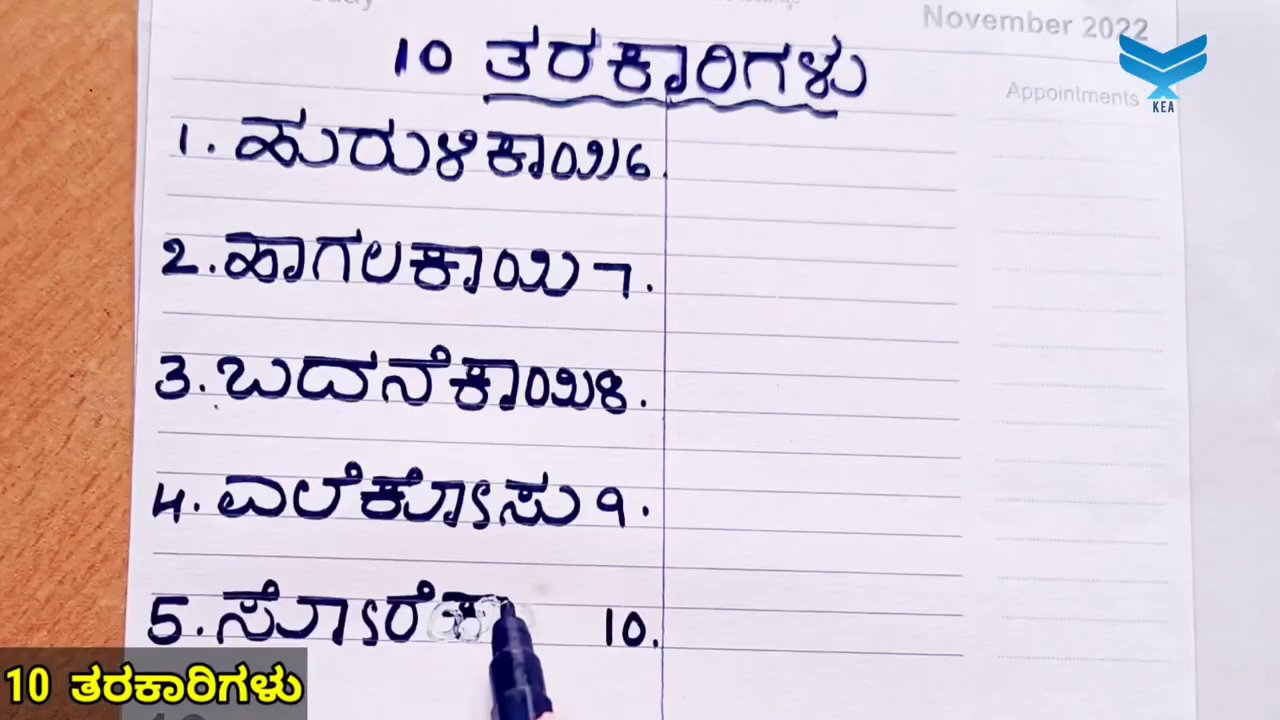 November 2022
10 ತರಕಾರಿಗಳು
Appointments
KEA
1. ಹುರುಳಿಕಾಯಿ 6.
2. ಹಾಗಲಕಾಯಿ 7.
3. ಬದನೆಕಾಯಿ 8.
4. ಎಲೆಕೋಸು 9.
5. ಸೋರೆಕಾ 10.
10 ತರಕಾರಿಗಳು